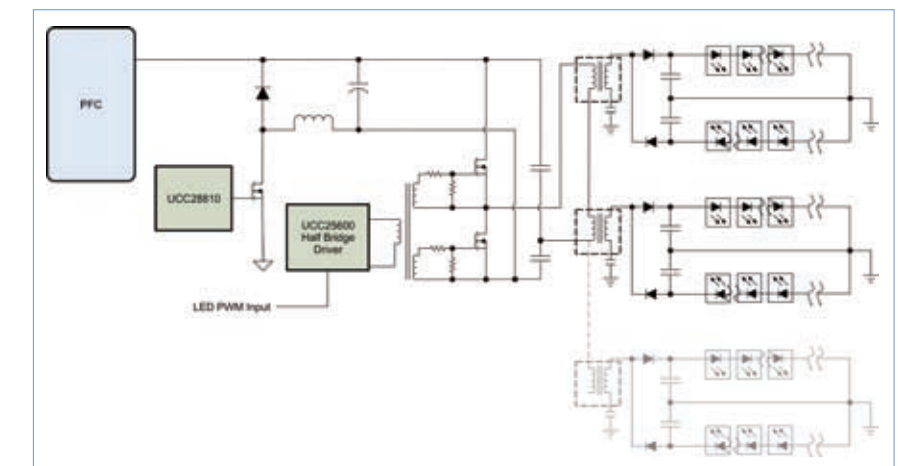 PFC
UCC28810
UCC25600
Half Bridge
Driver
LED PWM Input